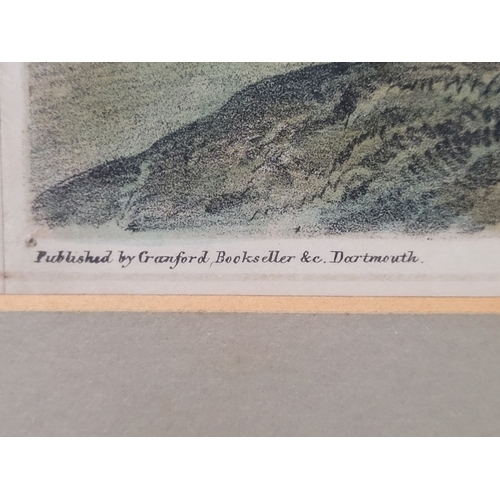 Published by Cranford, Bookseller &c. Dartmouth.